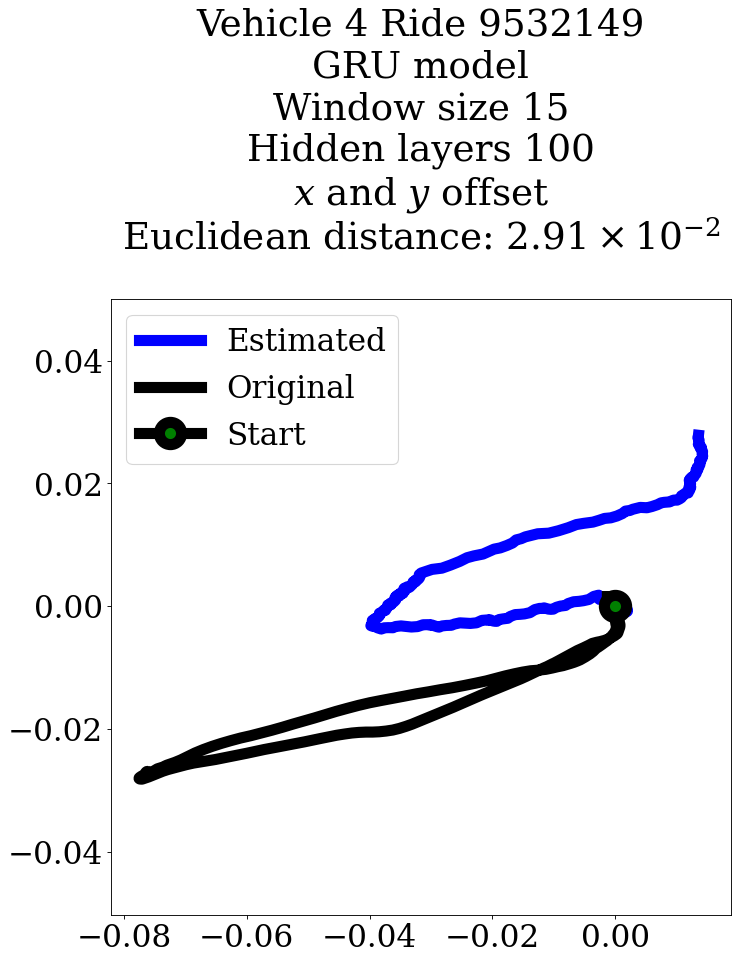 Vehicle 4 Ride 9532149
GRU model
Window size 15
Hidden layers 100
x and y offset
Euclidean distance: 2.91 × 10⁻²
Estimated
Original
Start
0.04
0.02
0.00
−0.02
−0.04
−0.08 −0.06 −0.04 −0.02 0.00